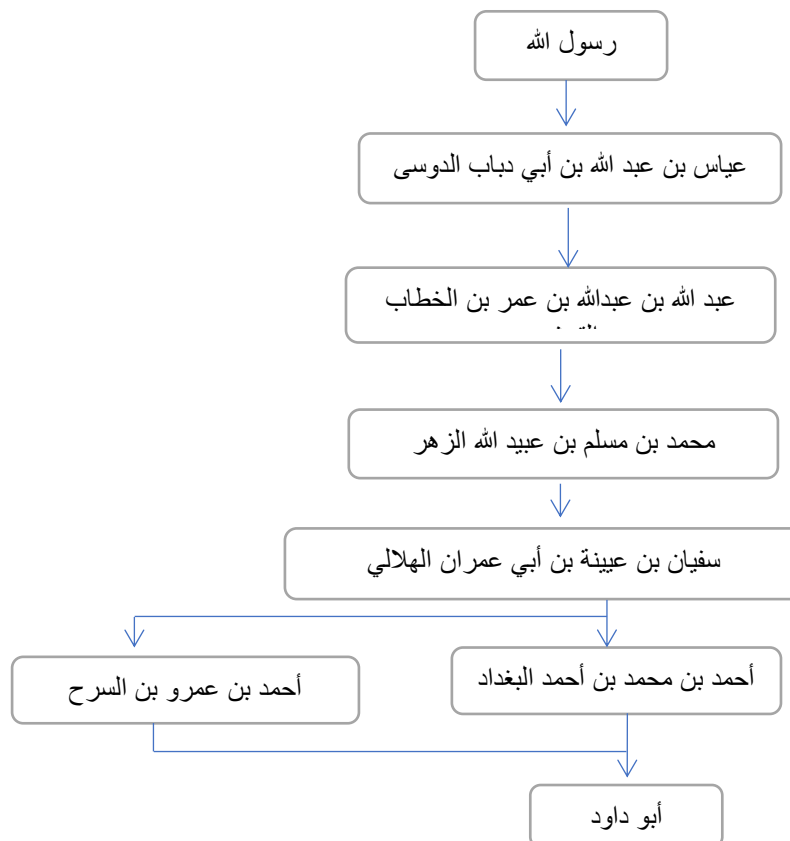 رسول الله
عياس بن عبد الله بن أبي دباب الدوسى
عبد الله بن عبدالله بن عمر بن الخطاب
محمد بن مسلم بن عبيد الله الزهر
سفيان بن عيينة بن أبي عمران الهلالي
أحمد بن محمد بن أحمد البغداد
أحمد بن عمرو بن السرح
أبو داود